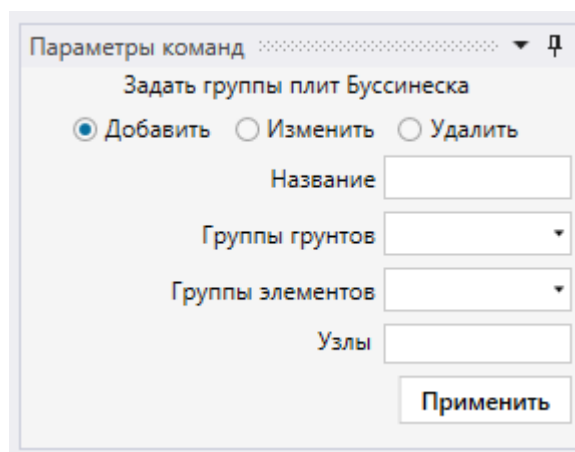 Параметры команд
Задать группы плит Буссинеска
Добавить Изменить Удалить
Название
Группы грунтов
Группы элементов
Узлы
Применить